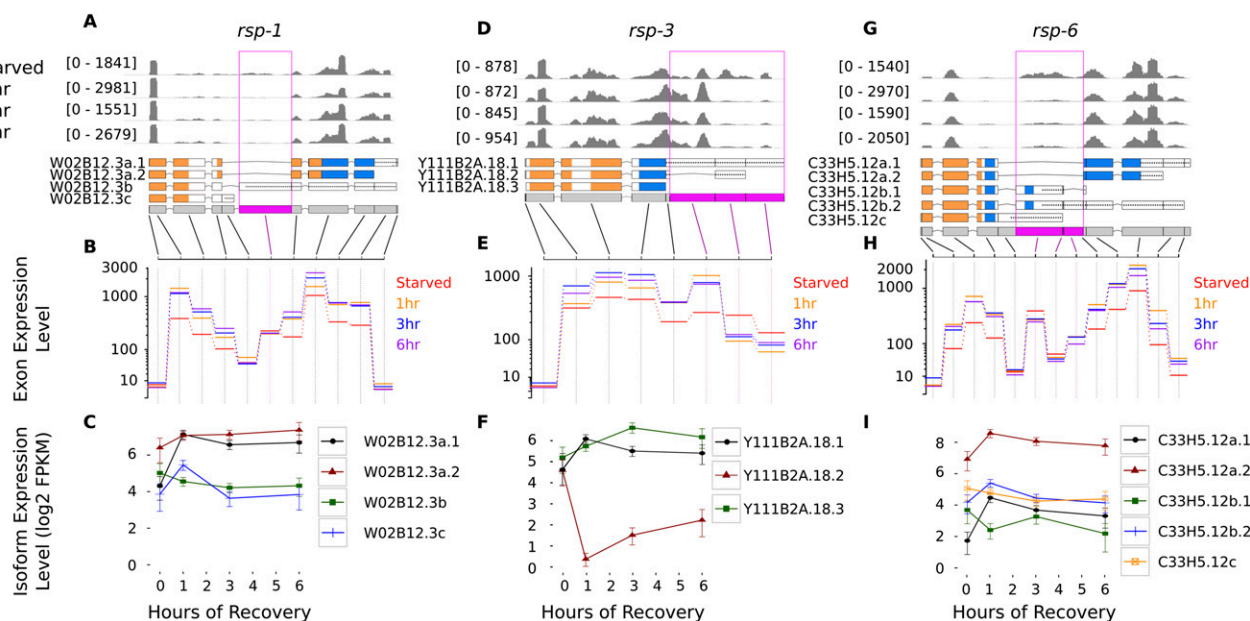 A
rsp-1
D
rsp-3
G
rsp-6
arved
[0 - 1841]
[0 - 878]
[0 - 1540]
ar
[0 - 2981]
[0 - 872]
[0 - 2970]
ar
[0 - 1551]
[0 - 845]
[0 - 1590]
ar
[0 - 2679]
[0 - 954]
[0 - 2050]
W02B12.3a.1
W02B12.3a.2
W02B12.3b
W02B12.3c
Y111B2A.18.1
Y111B2A.18.2
Y111B2A.18.3
C33H5.12a.1
C33H5.12a.2
C33H5.12b.1
C33H5.12b.2
C33H5.12c
Exon Expression
Level
B
3000
1000
100
10
Starved
1hr
3hr
6hr
E
1000
100
10
Starved
1hr
3hr
6hr
H
2000
1000
100
10
Starved
1hr
3hr
6hr
Isoform Expression
Level (log2 FPKM)
C
6
4
2
0
0 1 2 3 4 5 6
Hours of Recovery
W02B12.3a.1
W02B12.3a.2
W02B12.3b
W02B12.3c
F
6
5
4
3
2
1
0
0 1 2 3 4 5 6
Hours of Recovery
Y111B2A.18.1
Y111B2A.18.2
Y111B2A.18.3
I
8
6
4
2
0
0 1 2 3 4 5 6
Hours of Recovery
C33H5.12a.1
C33H5.12a.2
C33H5.12b.1
C33H5.12b.2
C33H5.12c